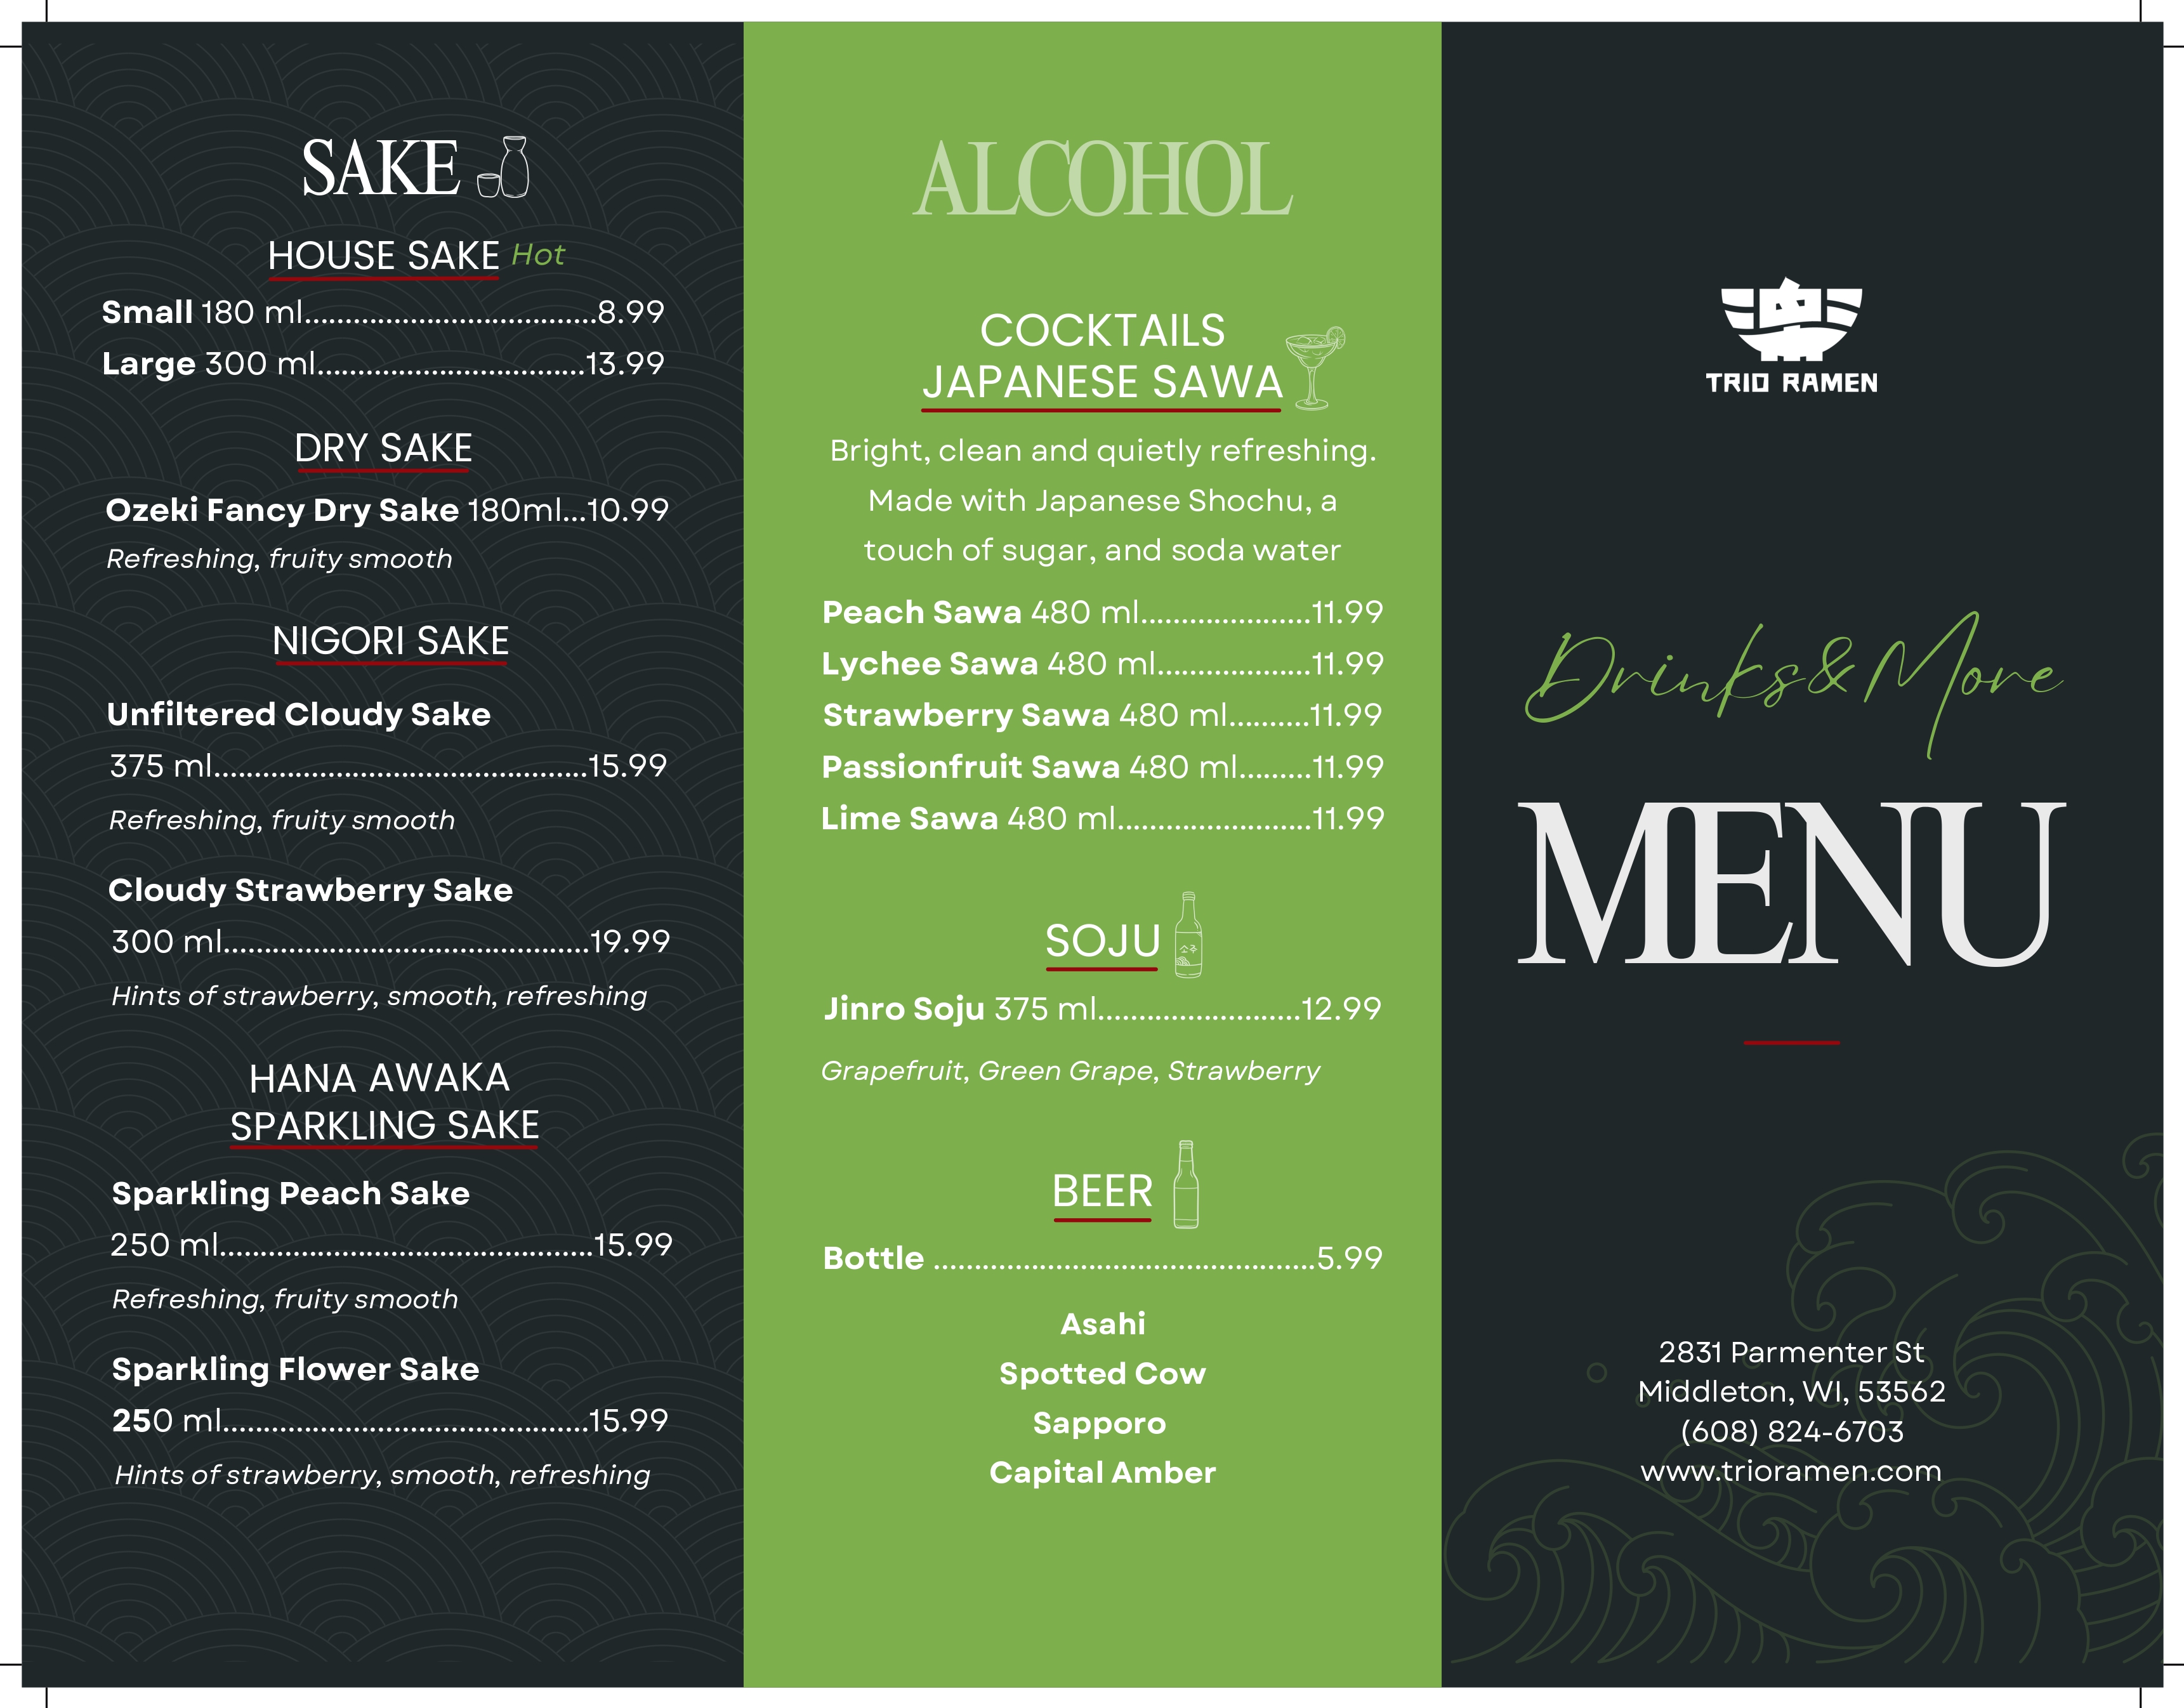 SAKE
HOUSE SAKE Hot
Small 180 ml....................................8.99
Large 300 ml.................................13.99
DRY SAKE
Ozeki Fancy Dry Sake 180ml...10.99
Refreshing, fruity smooth
NIGORI SAKE
Unfiltered Cloudy Sake
375 ml..............................................15.99
Refreshing, fruity smooth
Cloudy Strawberry Sake
300 ml.............................................19.99
Hints of strawberry, smooth, refreshing
HANA AWAKA
SPARKLING SAKE
Sparkling Peach Sake
250 ml..............................................15.99
Refreshing, fruity smooth
Sparkling Flower Sake
250 ml.............................................15.99
Hints of strawberry, smooth, refreshing
ALCOHOL
COCKTAILS
JAPANESE SAWA
Bright, clean and quietly refreshing.
Made with Japanese Shochu, a
touch of sugar, and soda water
Peach Sawa 480 ml.....................11.99
Lychee Sawa 480 ml...................11.99
Strawberry Sawa 480 ml..........11.99
Passionfruit Sawa 480 ml.........11.99
Lime Sawa 480 ml........................11.99
SOJU
소주
Jinro Soju 375 ml.........................12.99
Grapefruit, Green Grape, Strawberry
BEER
Bottle ...............................................5.99
Asahi
Spotted Cow
Sapporo
Capital Amber
TRIO RAMEN
Drinks & More
MENU
2831 Parmenter St
Middleton, WI, 53562
(608) 824-6703
www.trioramen.com